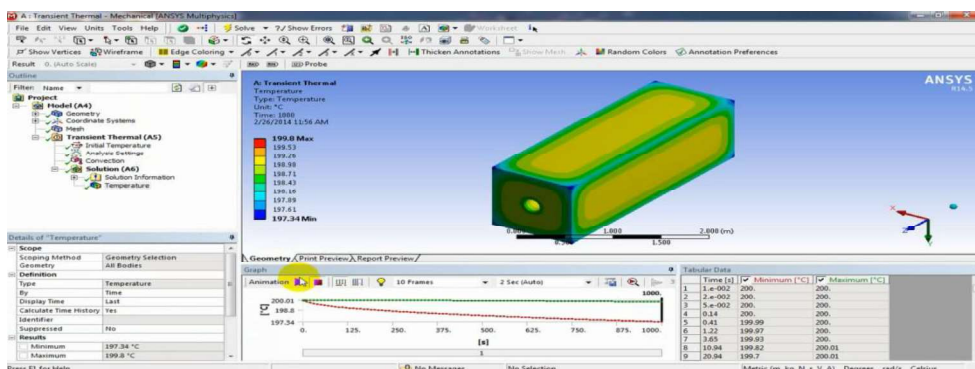 A : Transient Thermal - Mechanical [ANSYS Multiphysics]
File Edit View Units Tools Help Solve ?/ Show Errors Worksheet
Show Vertices Wireframe Edge Coloring Thicken Annotations Show Mesh Random Colors Annotation Preferences
Result 0. (Auto Scale) Probe
Outline
Filter: Name
Project
Model (A4)
Geometry
Coordinate Systems
Mesh
Transient Thermal (A5)
Initial Temperature
Analysis Settings
Convection
Solution (A6)
Solution Information
Temperature
A: Transient Thermal
Temperature
Type: Temperature
Unit: °C
Time: 1000
2/26/2014 11:56 AM
199.8 Max
199.53
199.26
198.98
198.71
198.43
198.16
197.89
197.61
197.34 Min
ANSYS
R14.5
1.000
2.000 (m)
1.500
X
Z
Details of "Temperature"
Scope
Scoping Method Geometry Selection
Geometry All Bodies
Definition
Type Temperature
By Time
Display Time Last
Calculate Time History Yes
Identifier
Suppressed No
Results
Minimum 197.34 °C
Maximum 199.8 °C
Geometry Print Preview Report Preview
Graph
Animation 10 Frames 2 Sec (Auto)
1000.
[°C]
200.01
198.8
197.34
0. 125. 250. 375. 500. 625. 750. 875. 1000.
[s]
1
Tabular Data
Time [s] Minimum [°C] Maximum [°C]
1 1.e-002 200. 200.
2 2.e-002 200. 200.
3 5.e-002 200. 200.
4 0.14 200. 200.
5 0.41 199.99 200.
6 1.22 199.97 200.
7 3.65 199.93 200.
8 10.94 199.82 200.01
9 20.94 199.7 200.01
Press F1 for Help No Messages No Selection Metric (m, kg, N, s, V, A) Degrees rad/s Celsius